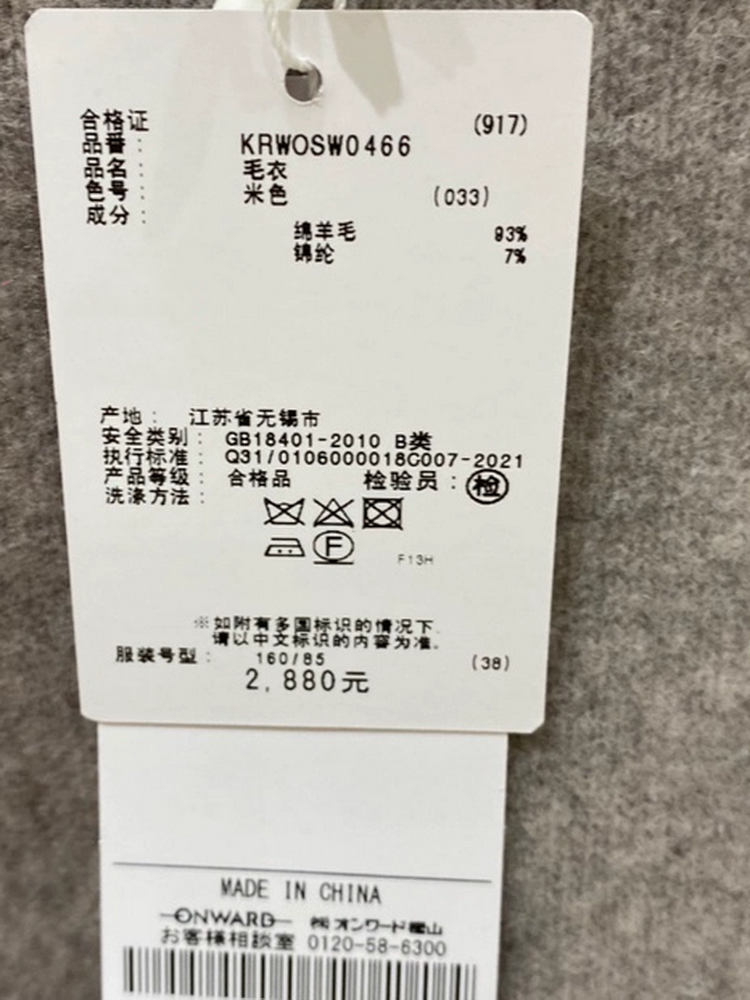 合格证 (917)
品番： KRWOSW0466
品名： 毛衣
色号： 米色 (033)
成分：
绵羊毛 93%
锦纶 7%
产地： 江苏省无锡市
安全类别： GB18401-2010 B类
执行标准： Q31/0106000018C007-2021
产品等级： 合格品 检验员：検
洗涤方法：
F
F13H
※如附有多国标识的情况下,
请以中文标识的内容为准.
服装号型： 160/85 (38)
2,880元
MADE IN CHINA
ONWARD ㈱オンワード樫山
お客様相談室 0120-58-6300